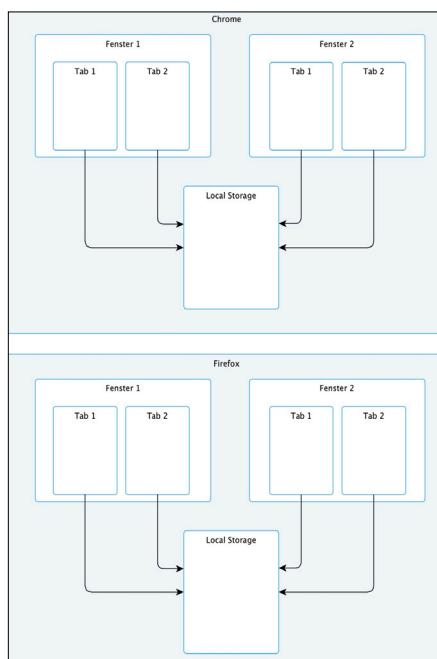 Chrome
Fenster 1
Fenster 2
Tab 1
Tab 2
Tab 1
Tab 2
Local Storage
Firefox
Fenster 1
Fenster 2
Tab 1
Tab 2
Tab 1
Tab 2
Local Storage